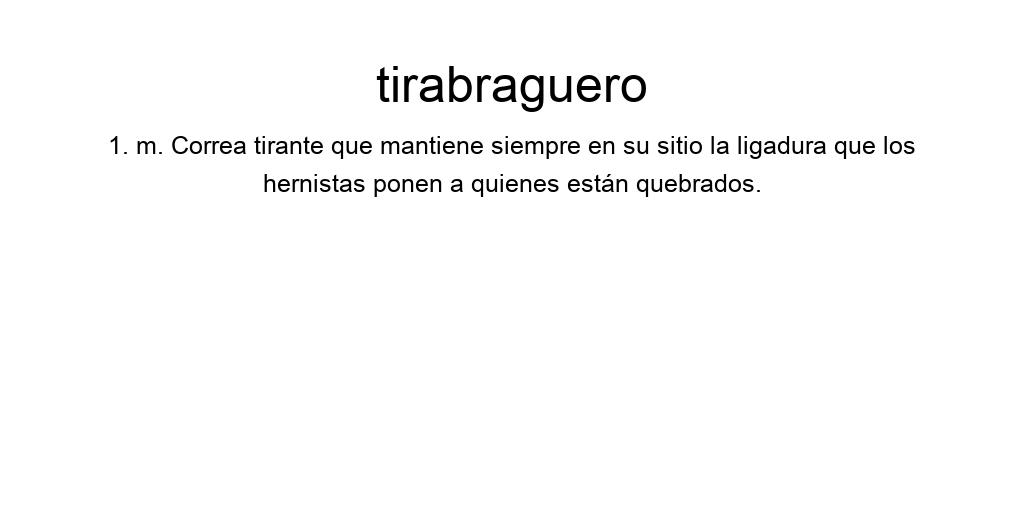 tirabraguero
1. m. Correa tirante que mantiene siempre en su sitio la ligadura que los
hernistas ponen a quienes están quebrados.